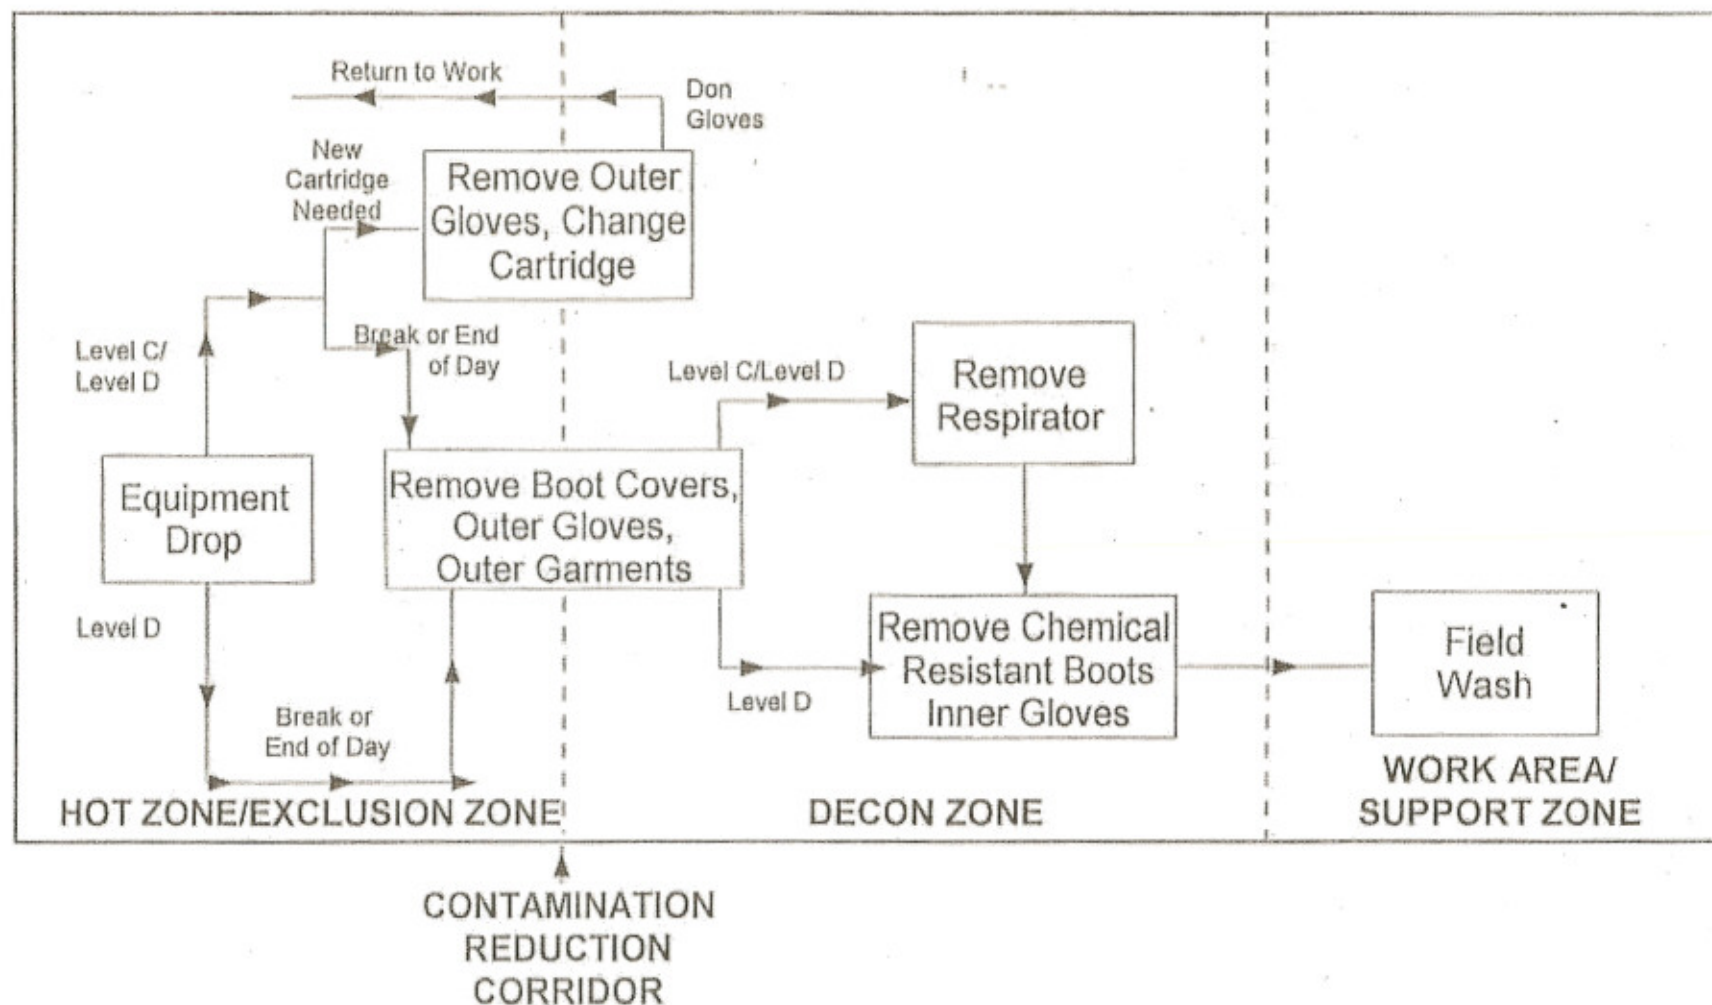 Return to Work
Don
Gloves
New
Cartridge
Needed
Remove Outer
Gloves, Change
Cartridge
Level C/
Level D
Break or End
of Day
Level C/Level D
Remove
Respirator
Equipment
Drop
Remove Boot Covers,
Outer Gloves,
Outer Garments
Level D
Break or
End of Day
Level D
Remove Chemical
Resistant Boots
Inner Gloves
Field
Wash
HOT ZONE/EXCLUSION ZONE
DECON ZONE
WORK AREA/
SUPPORT ZONE
CONTAMINATION
REDUCTION
CORRIDOR